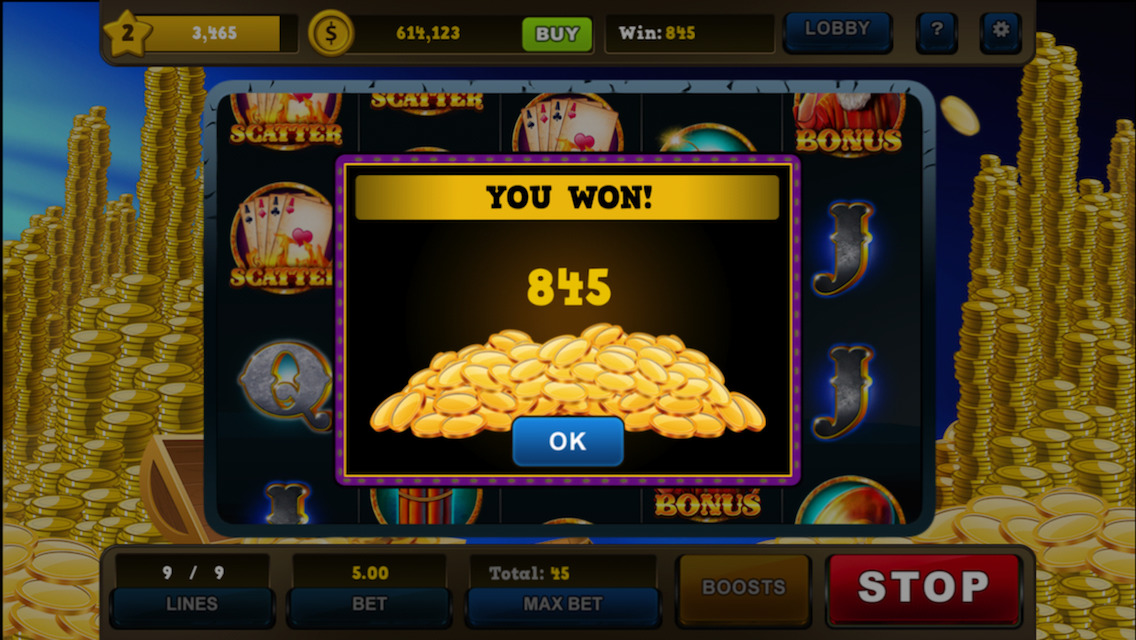 2
3,465
$
614,123
BUY
Win: 845
LOBBY
?
SCATTER
SCATTER
BONUS
YOU WON!
845
SCATTER
J
Q
J
OK
J
BONUS
9 / 9
LINES
5.00
BET
Total: 45
MAX BET
BOOSTS
STOP